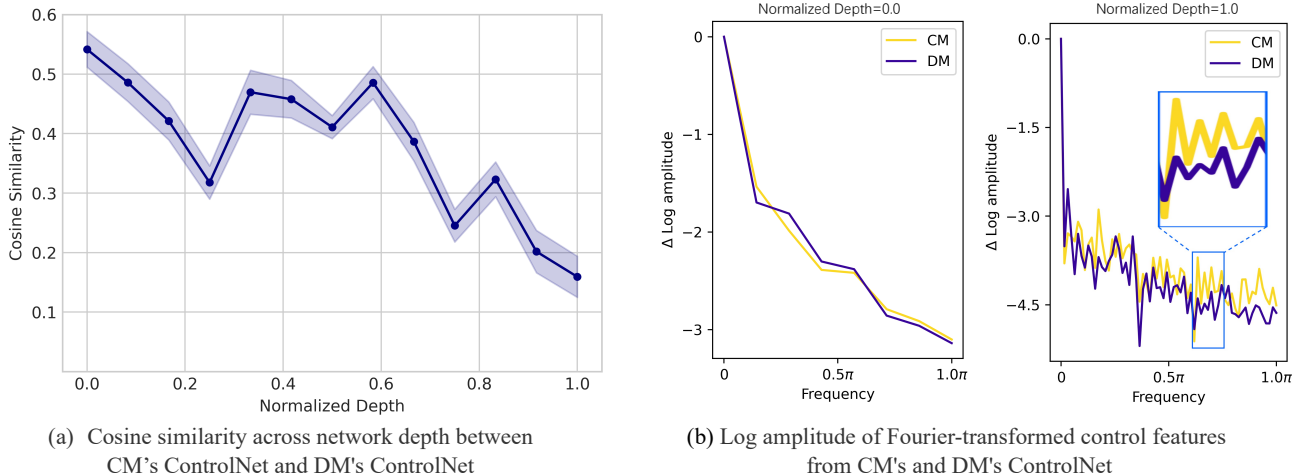 0.6
0.5
0.4
0.3
0.2
0.1
Cosine Similarity
0.0
0.2
0.4
0.6
0.8
1.0
Normalized Depth
(a) Cosine similarity across network depth between
CM’s ControlNet and DM's ControlNet
Normalized Depth=0.0
CM
DM
0
−1
−2
−3
Δ Log amplitude
0
0.5π
1.0π
Frequency
Normalized Depth=1.0
CM
DM
0.0
−1.5
−3.0
−4.5
Δ Log amplitude
0
0.5π
1.0π
Frequency
(b) Log amplitude of Fourier-transformed control features
from CM's and DM's ControlNet